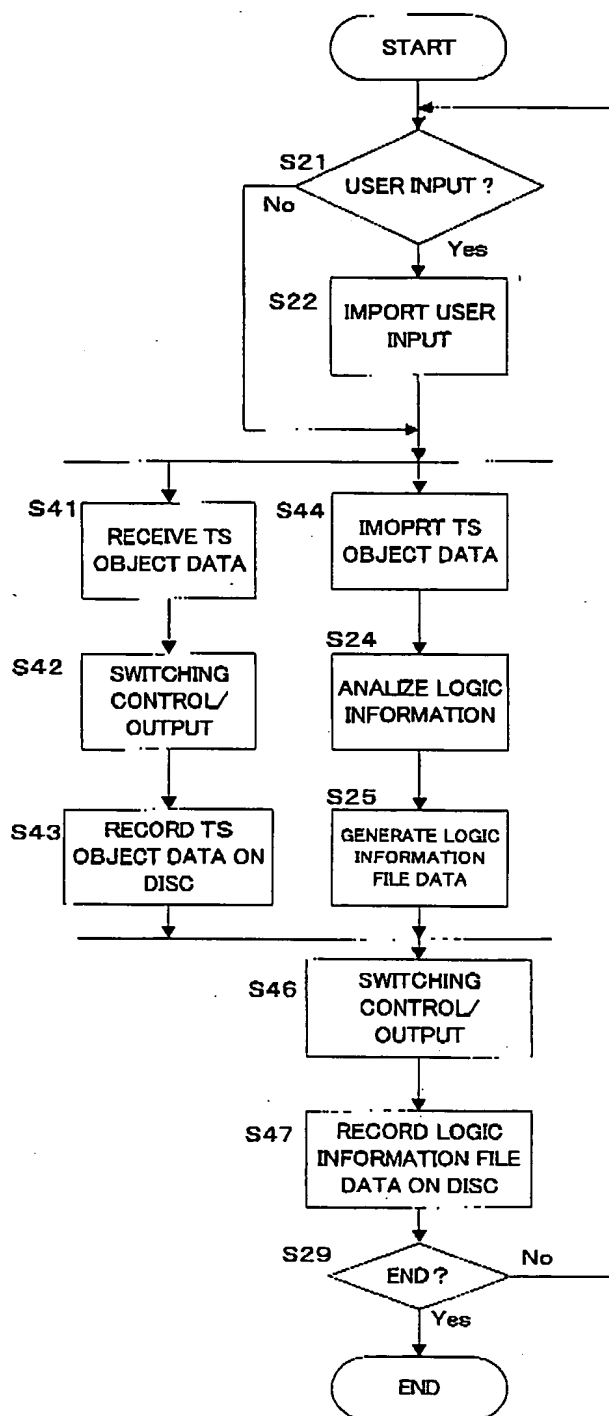 START
S21
USER INPUT ?
No
Yes
S22
IMPORT USER
INPUT
S41
RECEIVE TS
OBJECT DATA
S44
IMOPRT TS
OBJECT DATA
S42
SWITCHING
CONTROL/
OUTPUT
S24
ANALIZE LOGIC
INFORMATION
S43
RECORD TS
OBJECT DATA ON
DISC
S25
GENERATE LOGIC
INFORMATION
FILE DATA
S46
SWITCHING
CONTROL/
OUTPUT
S47
RECORD LOGIC
INFORMATION FILE
DATA ON DISC
S29
END ?
No
Yes
END